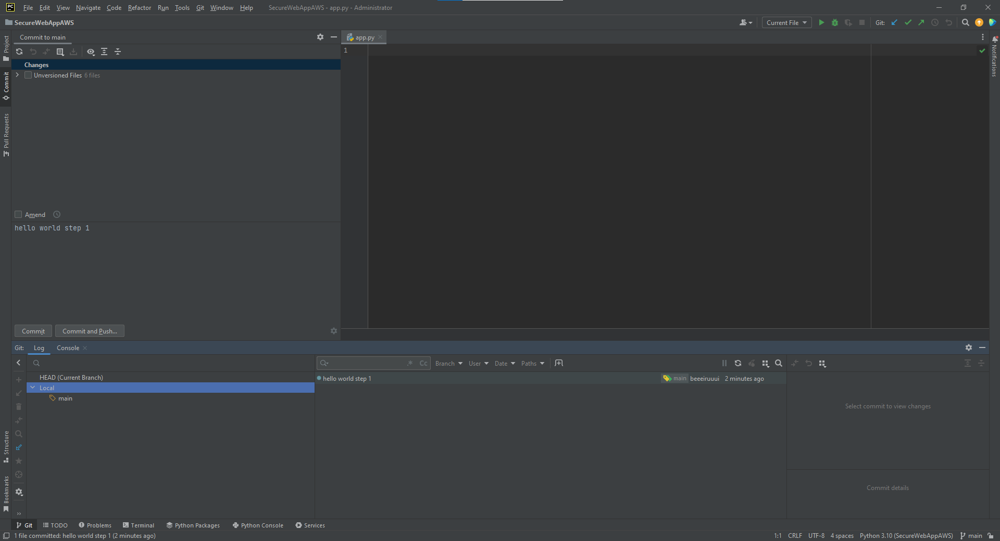 PC File Edit View Navigate Code Refactor Run Tools Git Window Help SecureWebAppAWS - app.py - Administrator
SecureWebAppAWS Current File Git:
Commit to main
app.py
1
Changes
Unversioned Files 6 files
Project
Commit
Pull Requests
Notifications
Amend
hello world step 1
Commit Commit and Push...
Git: Log Console
.* Cc Branch User Date Paths
HEAD (Current Branch)
Local
main
hello world step 1 main beeeiruuui 2 minutes ago
Select commit to view changes
Commit details
Structure
Bookmarks
Git TODO Problems Terminal Python Packages Python Console Services
1 file committed: hello world step 1 (2 minutes ago) 1:1 CRLF UTF-8 4 spaces Python 3.10 (SecureWebAppAWS) main